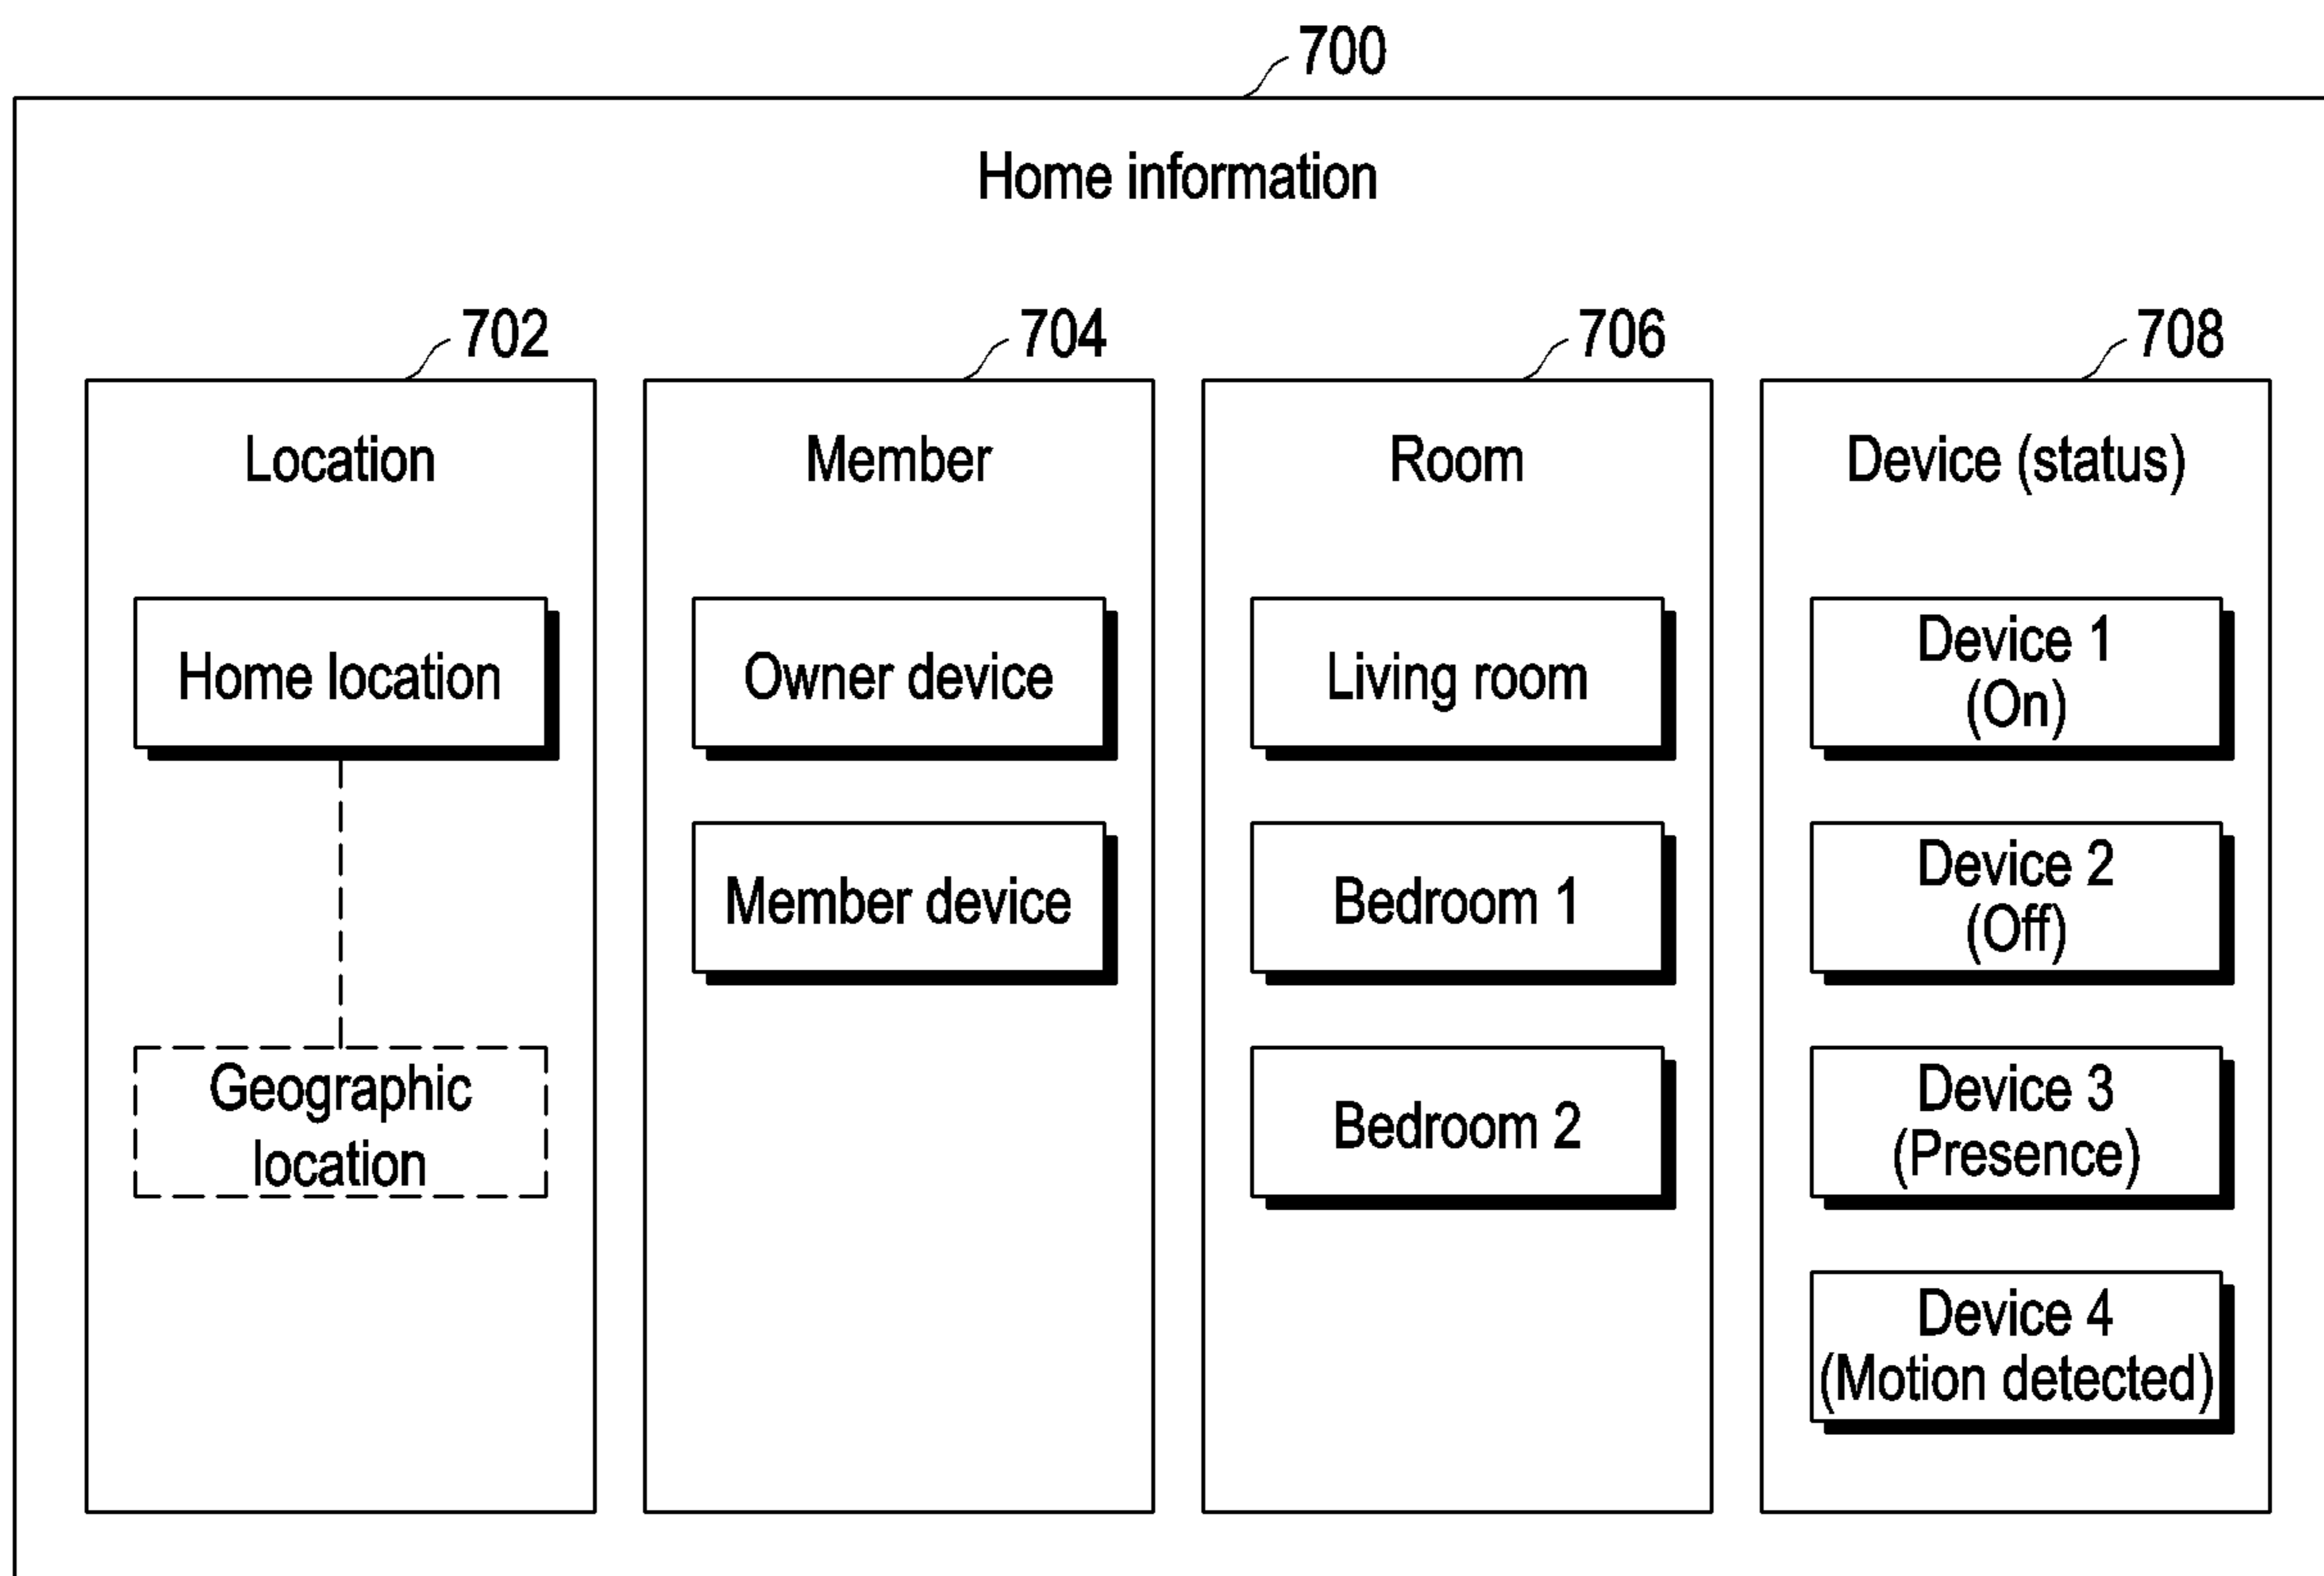 700
Home information
702
704
706
708
Location
Member
Room
Device (status)
Home location
Owner device
Living room
Device 1
(On)
Member device
Bedroom 1
Device 2
(Off)
Geographic
location
Bedroom 2
Device 3
(Presence)
Device 4
(Motion detected)